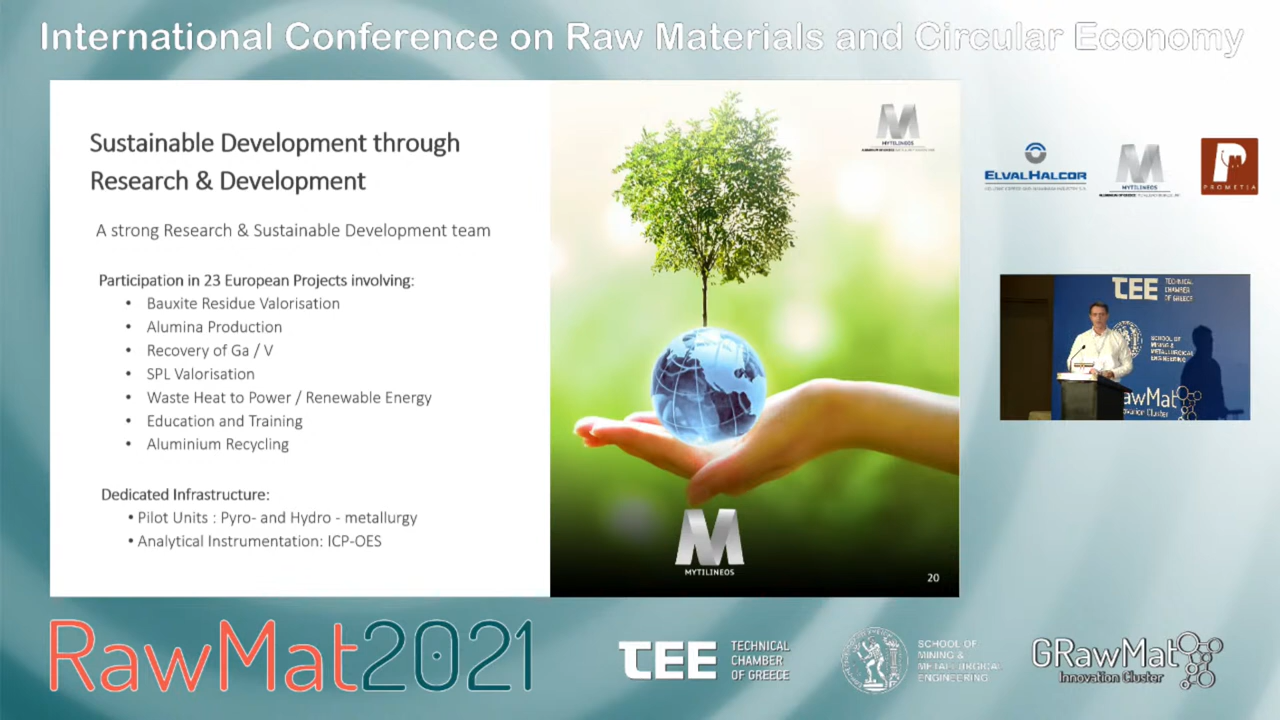 International Conference on Raw Materials and Circular Economy
Sustainable Development through
Research & Development
A strong Research & Sustainable Development team
Participation in 23 European Projects involving:
• Bauxite Residue Valorisation
• Alumina Production
• Recovery of Ga / V
• SPL Valorisation
• Waste Heat to Power / Renewable Energy
• Education and Training
• Aluminium Recycling
Dedicated Infrastructure:
• Pilot Units : Pyro- and Hydro - metallurgy
• Analytical Instrumentation: ICP-OES
MYTILINEOS
MYTILINEOS
20
ELVALHALCOR
MYTILINEOS
PROMETIA
TEE
TECHNICAL
CHAMBER
OF GREECE
SCHOOL OF
MINING &
METALLURGICAL
ENGINEERING
awMat
Cluster
RawMat2021
TEE
TECHNICAL
CHAMBER
OF GREECE
SCHOOL OF
MINING &
METALLURGICAL
ENGINEERING
GRawMat
Innovation Cluster